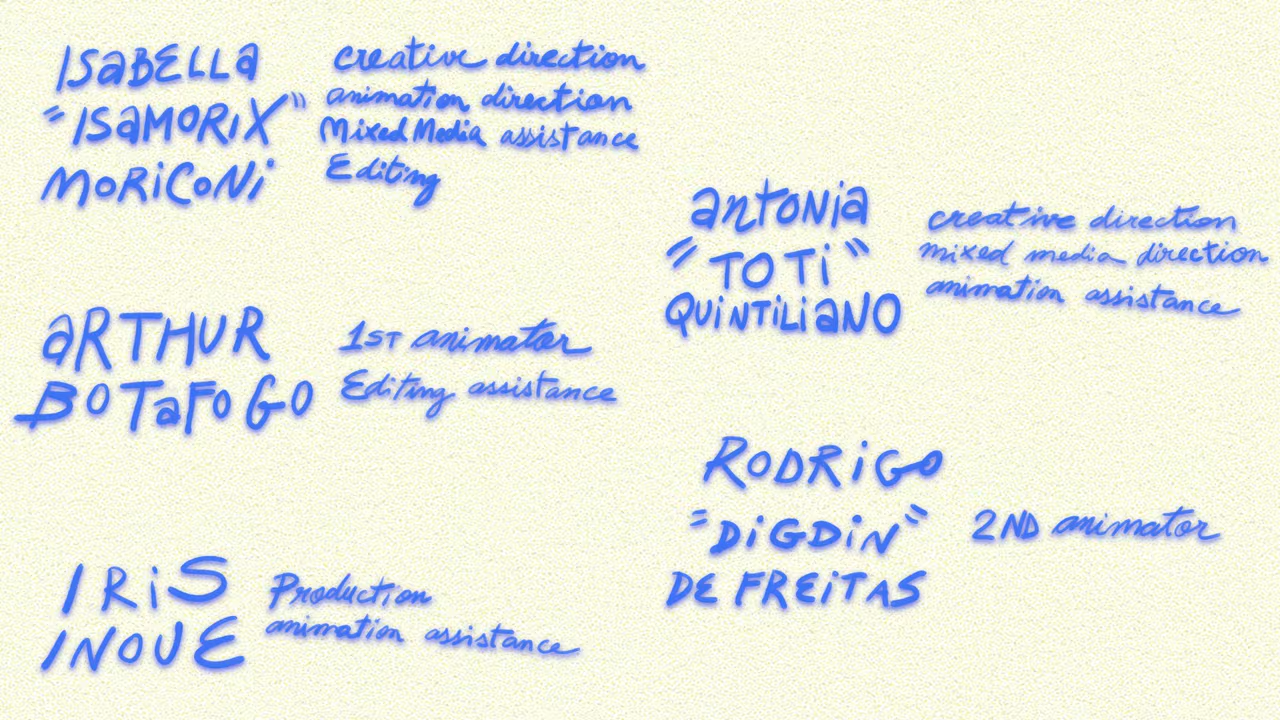 ISaBELLa
"ISaMORiX"
MORiCONi
creative direction
animation direction
Mixed Media assistance
Editing
antONia
"TOTi"
QUiNTiLiaNO
creative direction
mixed media direction
animation assistance
aRTHUR
BOTaFOGO
1ST animator
Editing assistance
RODRiGO
"DiGDiN"
DE FREiTAS
2ND animator
IRiS
INOUE
Production
animation assistance